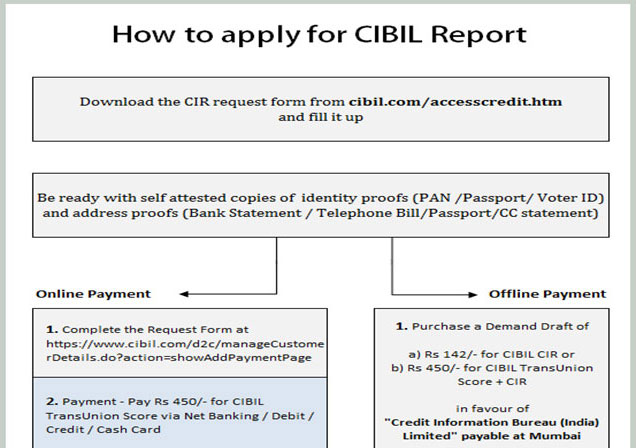 How to apply for CIBIL Report
Download the CIR request form from cibil.com/accesscredit.htm
and fill it up
Be ready with self attested copies of identity proofs (PAN /Passport/ Voter ID)
and address proofs (Bank Statement / Telephone Bill/Passport/CC statement)
Online Payment
1. Complete the Request Form at
https://www.cibil.com/d2c/manageCustome
rDetails.do?action=showAddPaymentPage
2. Payment - Pay Rs 450/- for CIBIL
TransUnion Score via Net Banking / Debit /
Credit / Cash Card
Offline Payment
1. Purchase a Demand Draft of
a) Rs 142/- for CIBIL CIR or
b) Rs 450/- for CIBIL TransUnion
Score + CIR
in favour of
"Credit Information Bureau (India)
Limited" payable at Mumbai